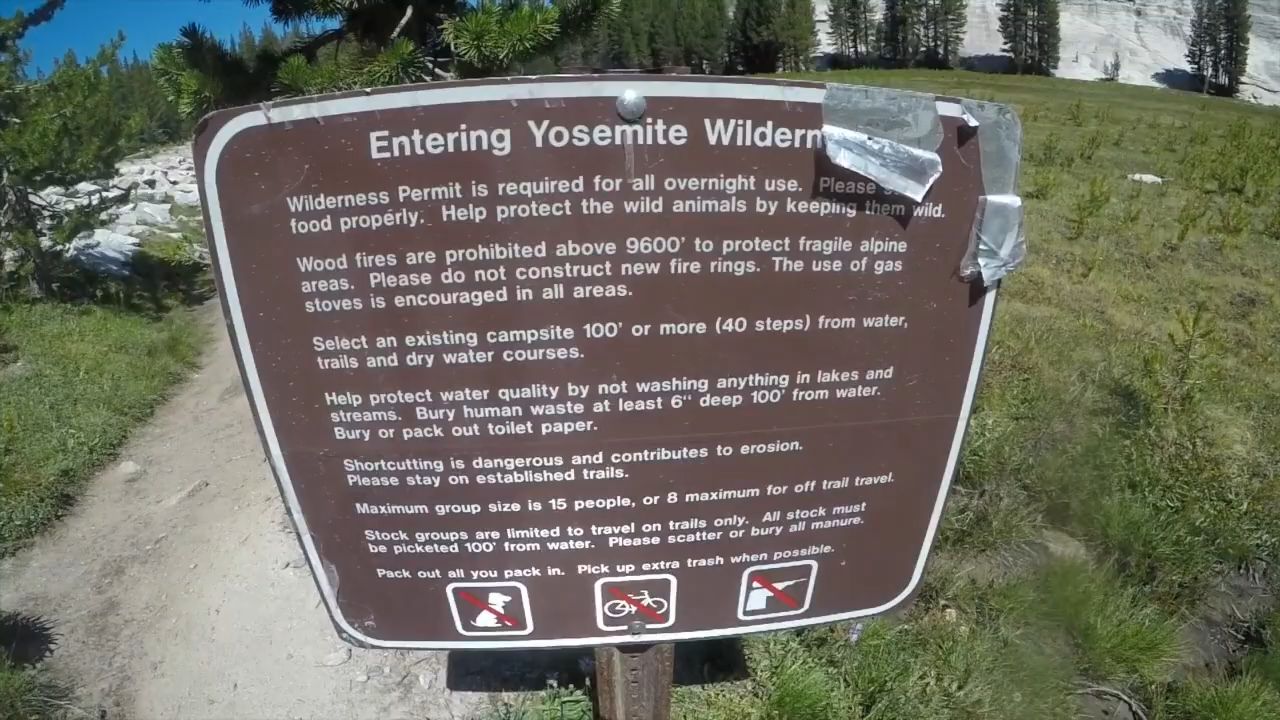 Entering Yosemite Wildern
Wilderness Permit is required for all overnight use. Please
food properly. Help protect the wild animals by keeping them wild.
Wood fires are prohibited above 9600' to protect fragile alpine
areas. Please do not construct new fire rings. The use of gas
stoves is encouraged in all areas.
Select an existing campsite 100' or more (40 steps) from water,
trails and dry water courses.
Help protect water quality by not washing anything in lakes and
streams. Bury human waste at least 6" deep 100' from water.
Bury or pack out toilet paper.
Shortcutting is dangerous and contributes to erosion.
Please stay on established trails.
Maximum group size is 15 people, or 8 maximum for off trail travel.
Stock groups are limited to travel on trails only. All stock must
be picketed 100' from water. Please scatter or bury all manure.
Pack out all you pack in. Pick up extra trash when possible.